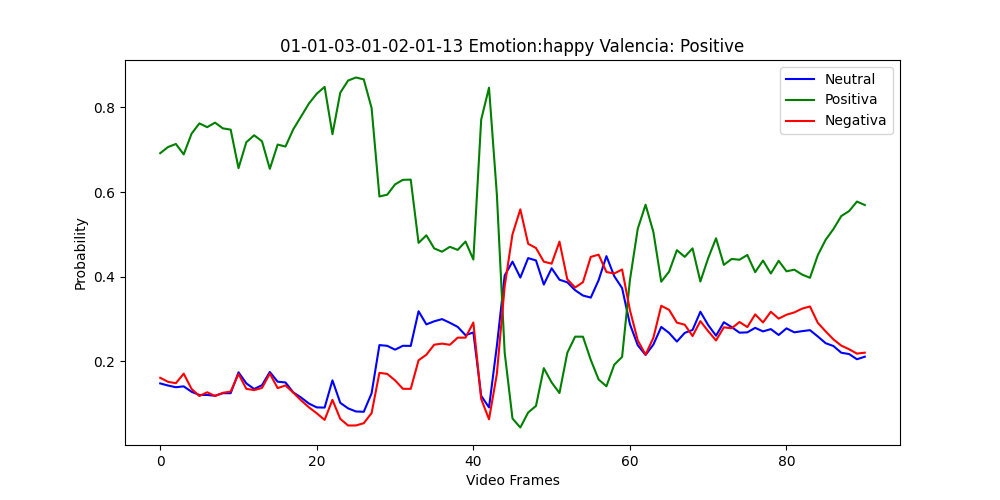 01-01-03-01-02-01-13 Emotion:happy Valencia: Positive
Neutral
Positiva
Negativa
Probability
0.8
0.6
0.4
0.2
0 20 40 60 80
Video Frames